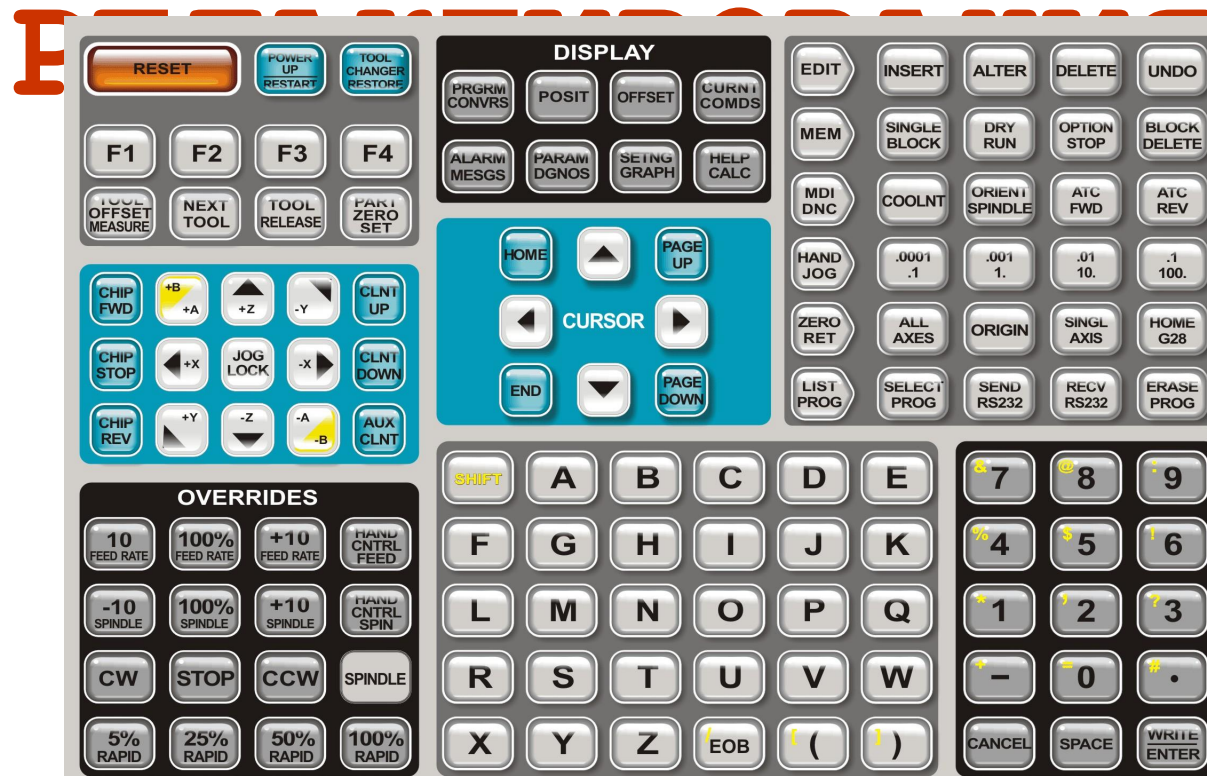 RESET
POWER UP RESTART
TOOL CHANGER RESTORE
F1 F2 F3 F4
TOOL OFFSET MEASURE
NEXT TOOL
TOOL RELEASE
PART ZERO SET
DISPLAY
PRGRM CONVRS
POSIT
OFFSET
CURNT COMDS
ALARM MESGS
PARAM DGNOS
SETNG GRAPH
HELP CALC
EDIT INSERT ALTER DELETE UNDO
MEM
SINGLE BLOCK
DRY RUN
OPTION STOP
BLOCK DELETE
MDI DNC
COOLNT
ORIENT SPINDLE
ATC FWD
ATC REV
HAND JOG
.0001 .1
.001 1.
.01 10.
.1 100.
ZERO RET
ALL AXES
ORIGIN
SINGL AXIS
HOME G28
LIST PROG
SELECT PROG
SEND RS232
RECV RS232
ERASE PROG
CHIP FWD
+B +A
+Z
-Y
CLNT UP
CHIP STOP
+X
JOG LOCK
-X
CLNT DOWN
CHIP REV
+Y
-Z
-A -B
AUX CLNT
HOME
PAGE UP
CURSOR
END
PAGE DOWN
OVERRIDES
10 FEED RATE
100% FEED RATE
+10 FEED RATE
HAND CNTRL FEED
-10 SPINDLE
100% SPINDLE
+10 SPINDLE
HAND CNTRL SPIN
CW STOP CCW SPINDLE
5% RAPID
25% RAPID
50% RAPID
100% RAPID
SHIFT A B C D E
F G H I J K
L M N O P Q
R S T U V W
X Y Z / EOB [ ( ] )
& 7 @ 8 : 9
% 4 $ 5 ! 6
* 1 , 2 ? 3
+ - = 0 # .
CANCEL SPACE WRITE ENTER